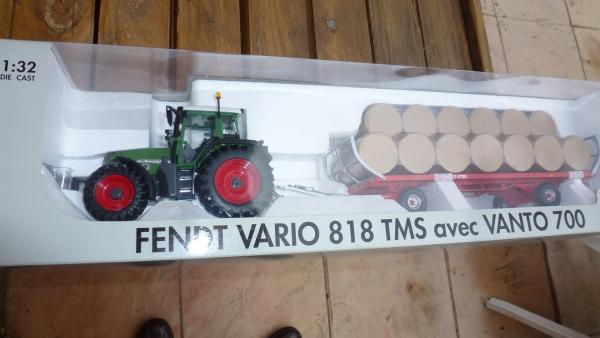 1:32
DIE CAST
FENDT VARIO 818 TMS avec VANTO 700